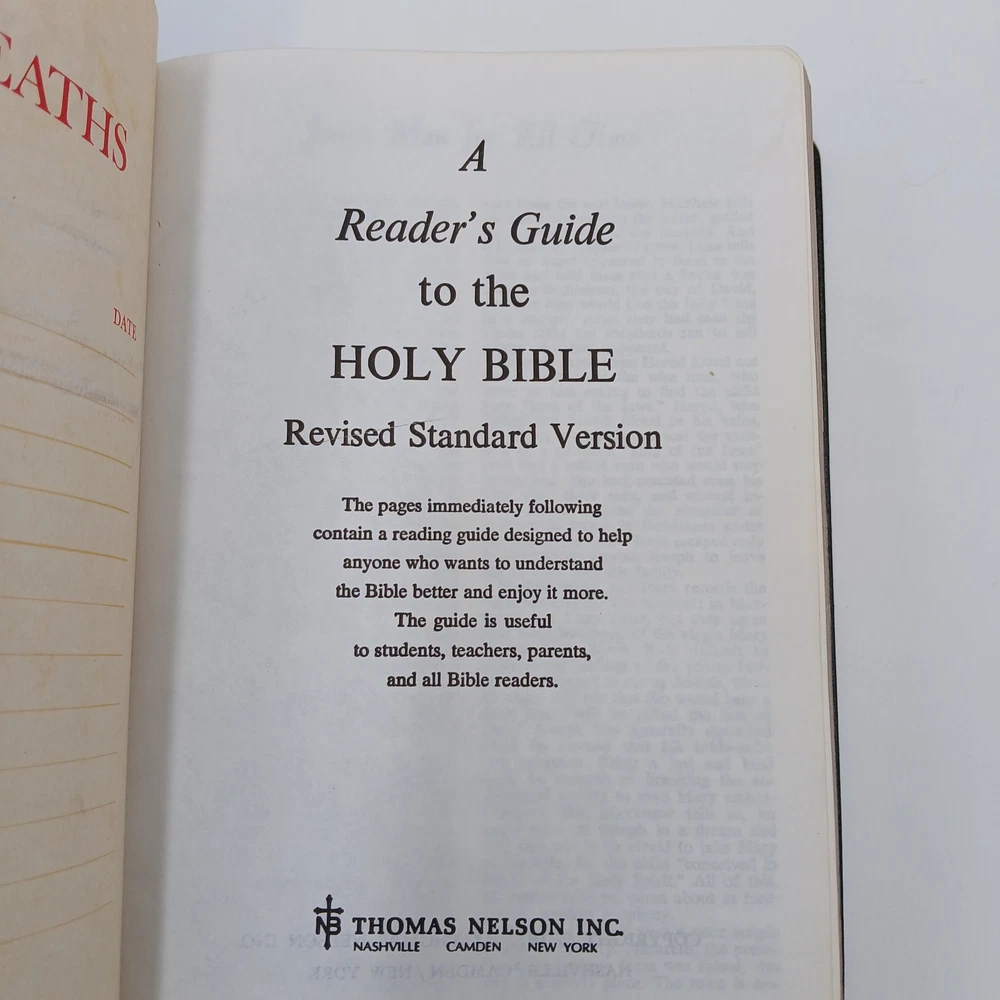 EATHS
DATE
A
Reader's Guide
to the
HOLY BIBLE
Revised Standard Version
The pages immediately following
contain a reading guide designed to help
anyone who wants to understand
the Bible better and enjoy it more.
The guide is useful
to students, teachers, parents,
and all Bible readers.
NB THOMAS NELSON INC.
NASHVILLE CAMDEN NEW YORK